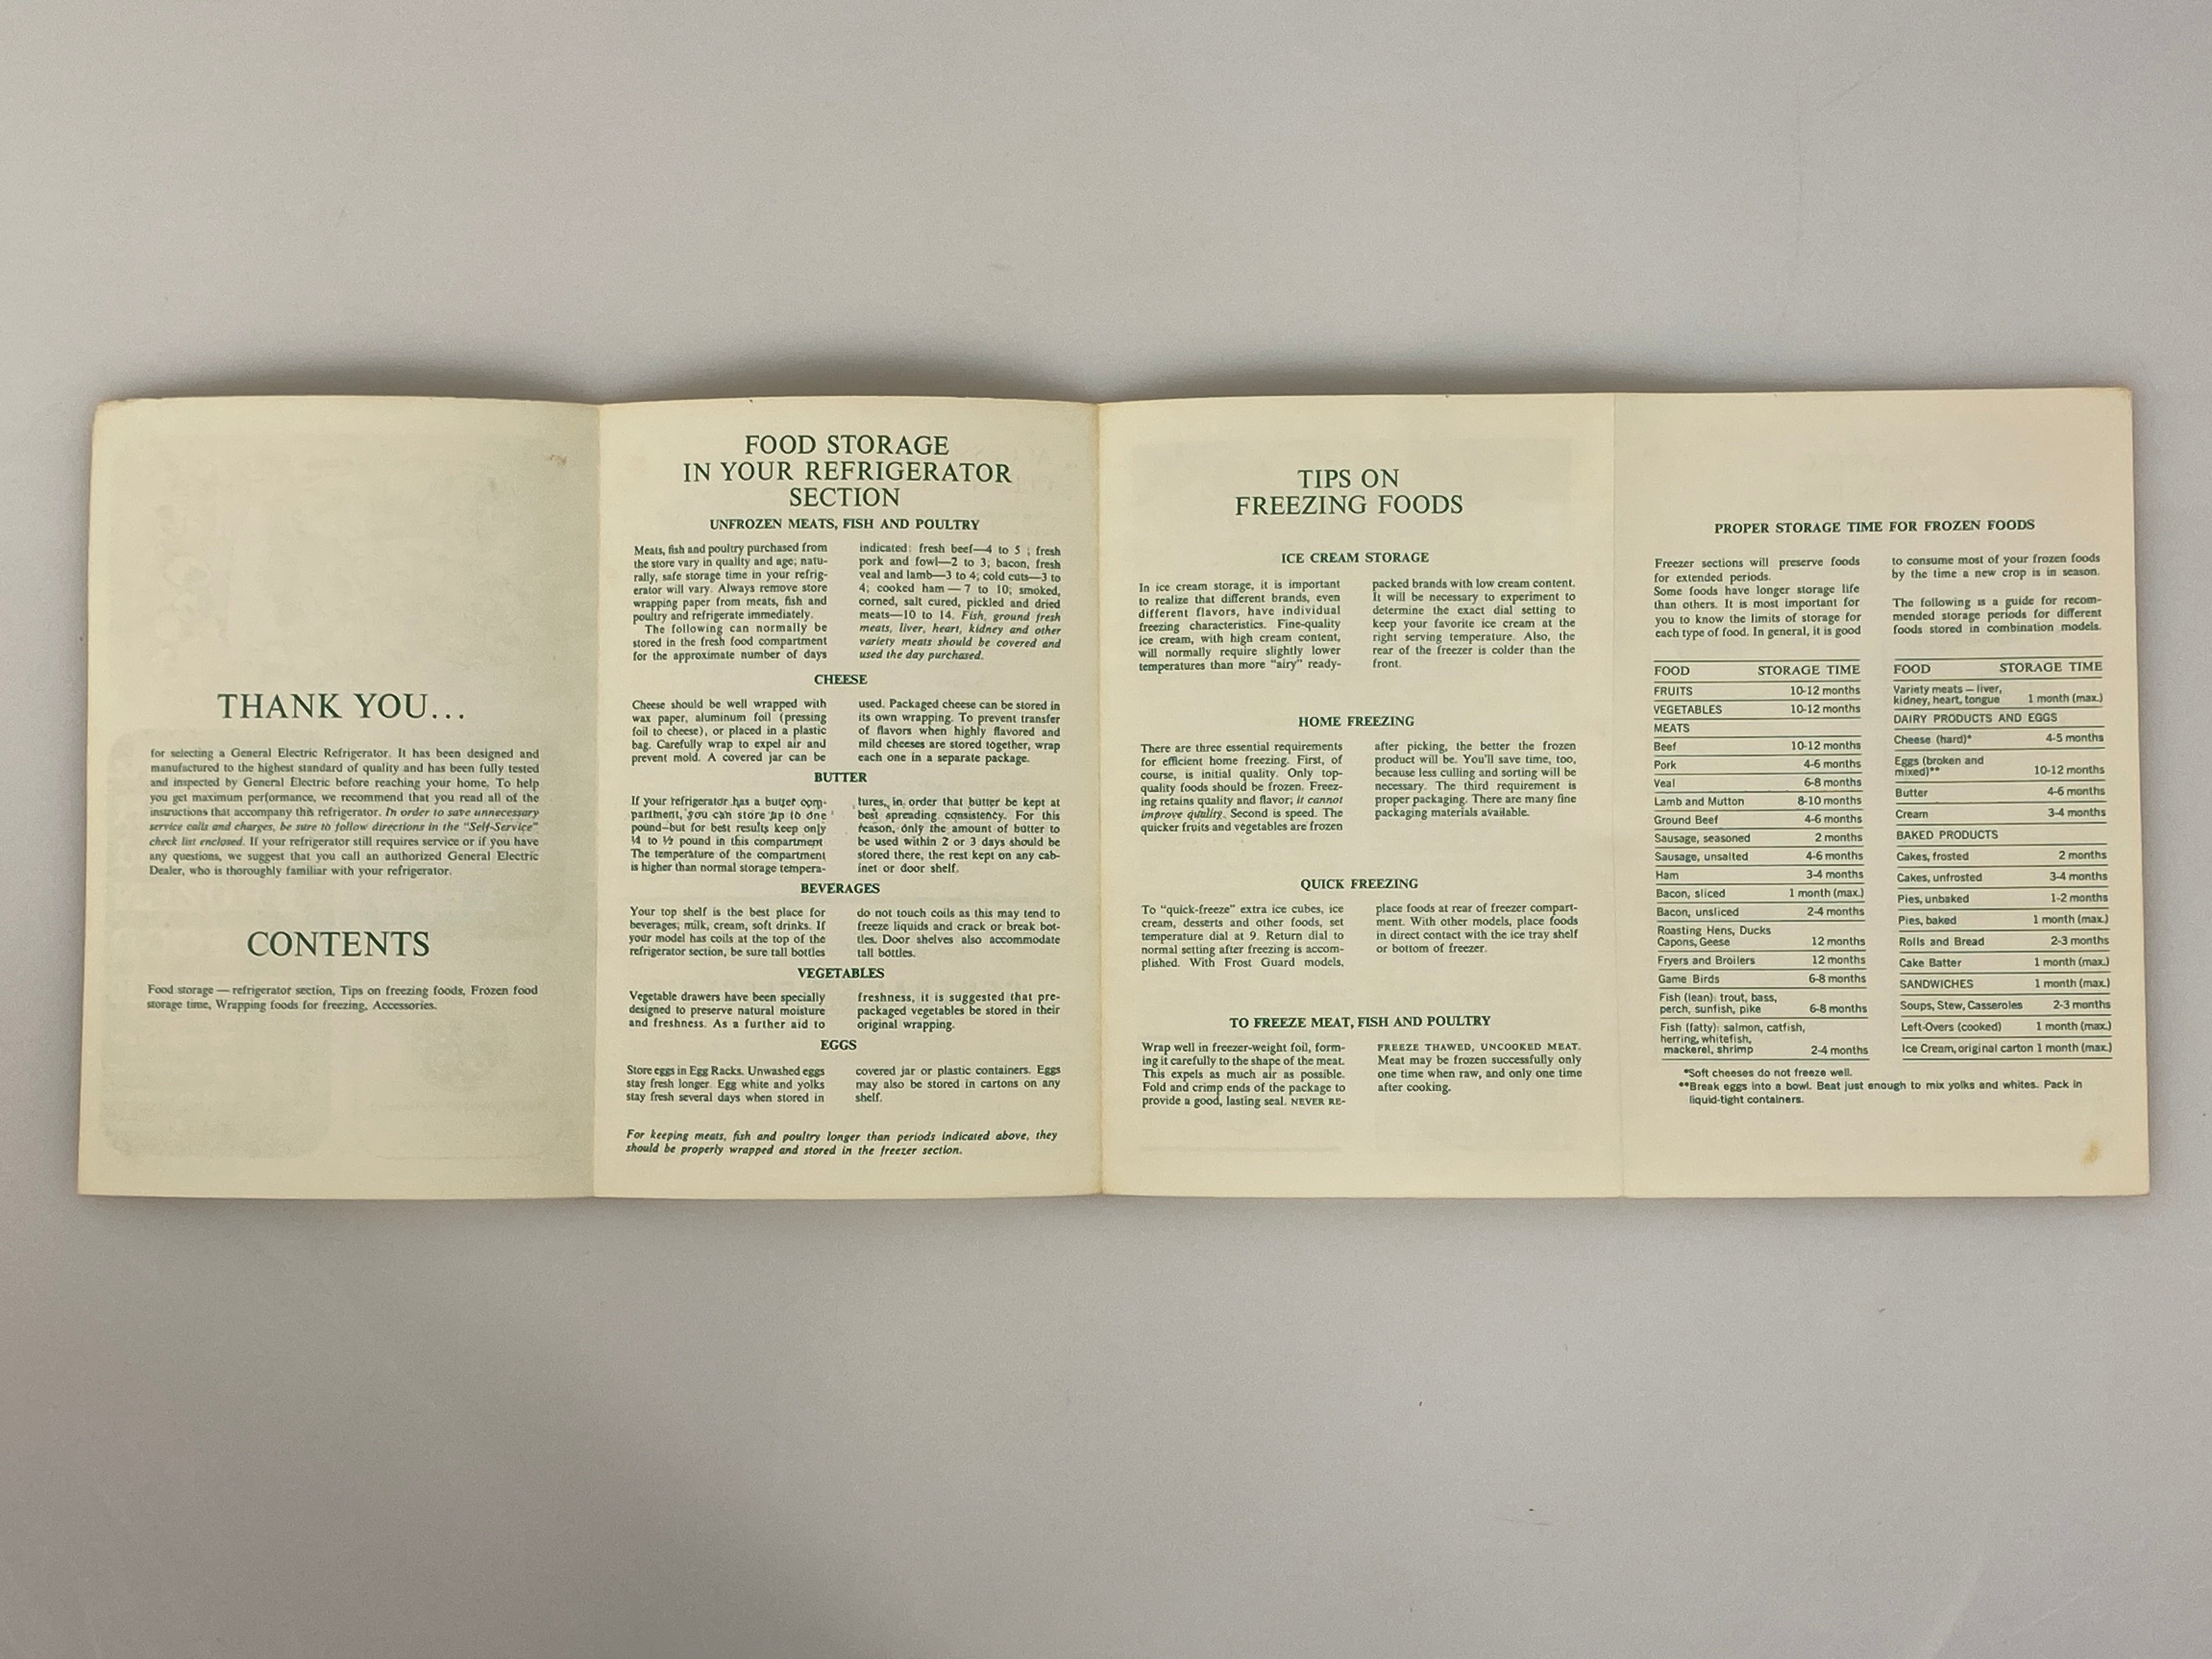 THANK YOU...
for selecting a General Electric Refrigerator. It has been designed and
manufactured to the highest standard of quality and has been fully tested
and inspected by General Electric before reaching your home. To help
you get maximum performance, we recommend that you read all of the
instructions that accompany this refrigerator. In order to save unnecessary
service calls and charges, be sure to follow directions in the "Self-Service"
check list enclosed. If your refrigerator still requires service or if you have
any questions, we suggest that you call an authorized General Electric
Dealer, who is thoroughly familiar with your refrigerator.
CONTENTS
Food storage — refrigerator section, Tips on freezing foods, Frozen food
storage time, Wrapping foods for freezing, Accessories.
FOOD STORAGE
IN YOUR REFRIGERATOR
SECTION
UNFROZEN MEATS, FISH AND POULTRY
Meats, fish and poultry purchased from
the store vary in quality and age; natu-
rally, safe storage time in your refrig-
erator will vary. Always remove store
wrapping paper from meats, fish and
poultry and refrigerate immediately.
The following can normally be
stored in the fresh food compartment
for the approximate number of days
indicated: fresh beef—4 to 5 ; fresh
pork and fowl—2 to 3; bacon, fresh
veal and lamb—3 to 4; cold cuts—3 to
4; cooked ham — 7 to 10; smoked,
corned, salt cured, pickled and dried
meats—10 to 14. Fish, ground fresh
meats, liver, heart, kidney and other
variety meats should be covered and
used the day purchased.
CHEESE
Cheese should be well wrapped with
wax paper, aluminum foil (pressing
foil to cheese), or placed in a plastic
bag. Carefully wrap to expel air and
prevent mold. A covered jar can be
used. Packaged cheese can be stored in
its own wrapping. To prevent transfer
of flavors when highly flavored and
mild cheeses are stored together, wrap
each one in a separate package.
BUTTER
If your refrigerator has a butter com-
partment, you can store up to one
pound—but for best results keep only
¼ to ½ pound in this compartment
The temperature of the compartment
is higher than normal storage tempera-
tures, in order that butter be kept at
best spreading consistency. For this
reason, only the amount of butter to
be used within 2 or 3 days should be
stored there, the rest kept on any cab-
inet or door shelf.
BEVERAGES
Your top shelf is the best place for
beverages; milk, cream, soft drinks. If
your model has coils at the top of the
refrigerator section, be sure tall bottles
do not touch coils as this may tend to
freeze liquids and crack or break bot-
tles. Door shelves also accommodate
tall bottles.
VEGETABLES
Vegetable drawers have been specially
designed to preserve natural moisture
and freshness. As a further aid to
freshness, it is suggested that pre-
packaged vegetables be stored in their
original wrapping.
EGGS
Store eggs in Egg Racks. Unwashed eggs
stay fresh longer. Egg white and yolks
stay fresh several days when stored in
covered jar or plastic containers. Eggs
may also be stored in cartons on any
shelf.
For keeping meats, fish and poultry longer than periods indicated above, they
should be properly wrapped and stored in the freezer section.
TIPS ON
FREEZING FOODS
ICE CREAM STORAGE
In ice cream storage, it is important
to realize that different brands, even
different flavors, have individual
freezing characteristics. Fine-quality
ice cream, with high cream content,
will normally require slightly lower
temperatures than more "airy" ready-
packed brands with low cream content.
It will be necessary to experiment to
determine the exact dial setting to
keep your favorite ice cream at the
right serving temperature. Also, the
rear of the freezer is colder than the
front.
HOME FREEZING
There are three essential requirements
for efficient home freezing. First, of
course, is initial quality. Only top-
quality foods should be frozen. Freez-
ing retains quality and flavor; it cannot
improve quality. Second is speed. The
quicker fruits and vegetables are frozen
after picking, the better the frozen
product will be. You'll save time, too,
because less culling and sorting will be
necessary. The third requirement is
proper packaging. There are many fine
packaging materials available.
QUICK FREEZING
To "quick-freeze" extra ice cubes, ice
cream, desserts and other foods, set
temperature dial at 9. Return dial to
normal setting after freezing is accom-
plished. With Frost Guard models,
place foods at rear of freezer compart-
ment. With other models, place foods
in direct contact with the ice tray shelf
or bottom of freezer.
TO FREEZE MEAT, FISH AND POULTRY
Wrap well in freezer-weight foil, form-
ing it carefully to the shape of the meat.
This expels as much air as possible.
Fold and crimp ends of the package to
provide a good, lasting seal. NEVER RE-
FREEZE THAWED, UNCOOKED MEAT.
Meat may be frozen successfully only
one time when raw, and only one time
after cooking.
PROPER STORAGE TIME FOR FROZEN FOODS
Freezer sections will preserve foods
for extended periods.
Some foods have longer storage life
than others. It is most important for
you to know the limits of storage for
each type of food. In general, it is good
to consume most of your frozen foods
by the time a new crop is in season.
The following is a guide for recom-
mended storage periods for different
foods stored in combination models.
FOOD STORAGE TIME
FRUITS 10-12 months
VEGETABLES 10-12 months
MEATS
Beef 10-12 months
Pork 4-6 months
Veal 6-8 months
Lamb and Mutton 8-10 months
Ground Beef 4-6 months
Sausage, seasoned 2 months
Sausage, unsalted 4-6 months
Ham 3-4 months
Bacon, sliced 1 month (max.)
Bacon, unsliced 2-4 months
Roasting Hens, Ducks
Capons, Geese 12 months
Fryers and Broilers 12 months
Game Birds 6-8 months
Fish (lean): trout, bass,
perch, sunfish, pike 6-8 months
Fish (fatty): salmon, catfish,
herring, whitefish,
mackerel, shrimp 2-4 months
FOOD STORAGE TIME
Variety meats — liver,
kidney, heart, tongue 1 month (max.)
DAIRY PRODUCTS AND EGGS
Cheese (hard)* 4-5 months
Eggs (broken and
mixed)** 10-12 months
Butter 4-6 months
Cream 3-4 months
BAKED PRODUCTS
Cakes, frosted 2 months
Cakes, unfrosted 3-4 months
Pies, unbaked 1-2 months
Pies, baked 1 month (max.)
Rolls and Bread 2-3 months
Cake Batter 1 month (max.)
SANDWICHES 1 month (max.)
Soups, Stew, Casseroles 2-3 months
Left-Overs (cooked) 1 month (max.)
Ice Cream, original carton 1 month (max.)
*Soft cheeses do not freeze well.
**Break eggs into a bowl. Beat just enough to mix yolks and whites. Pack in
liquid-tight containers.